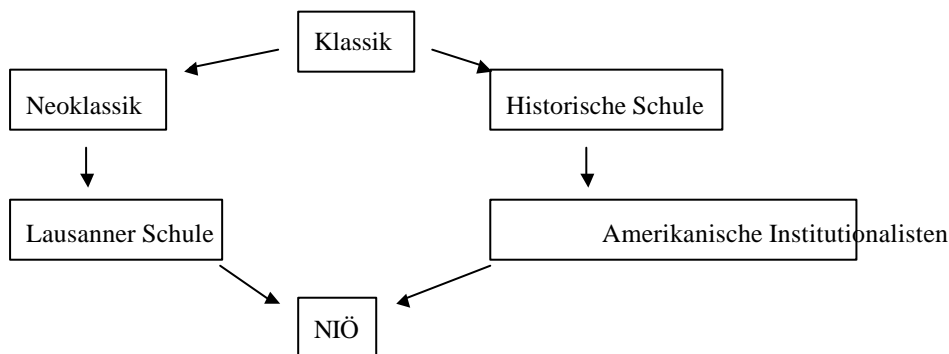 Klassik
Neoklassik
Historische Schule
Lausanner Schule
Amerikanische Institutionalisten
NIÖ